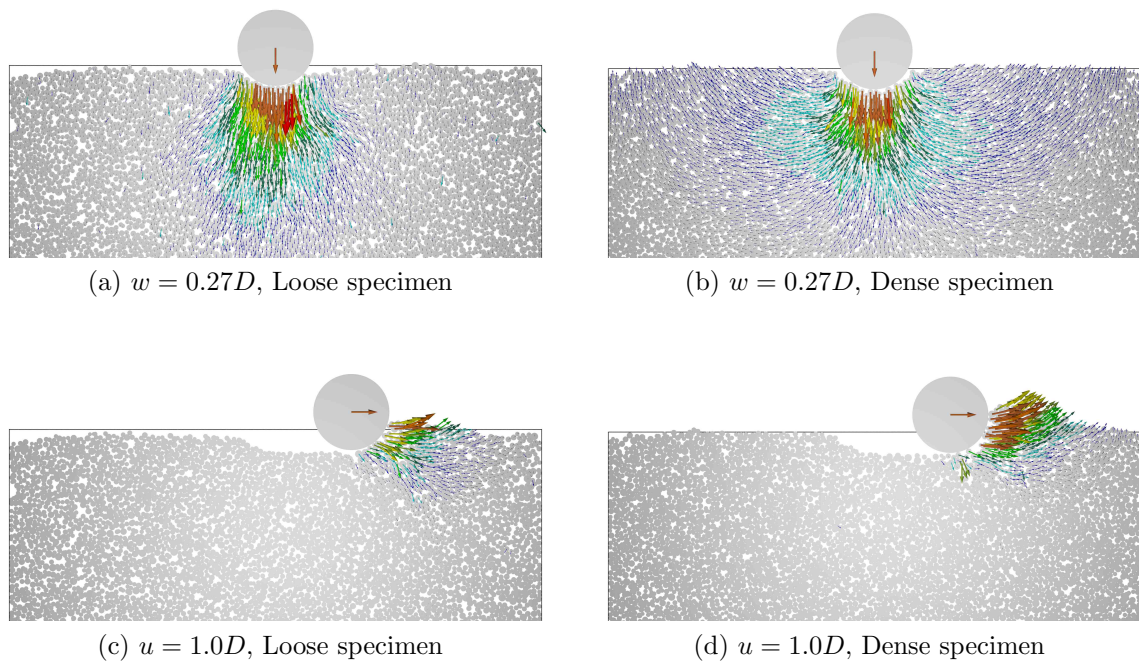 (a) w = 0.27D, Loose specimen
(b) w = 0.27D, Dense specimen
(c) u = 1.0D, Loose specimen
(d) u = 1.0D, Dense specimen